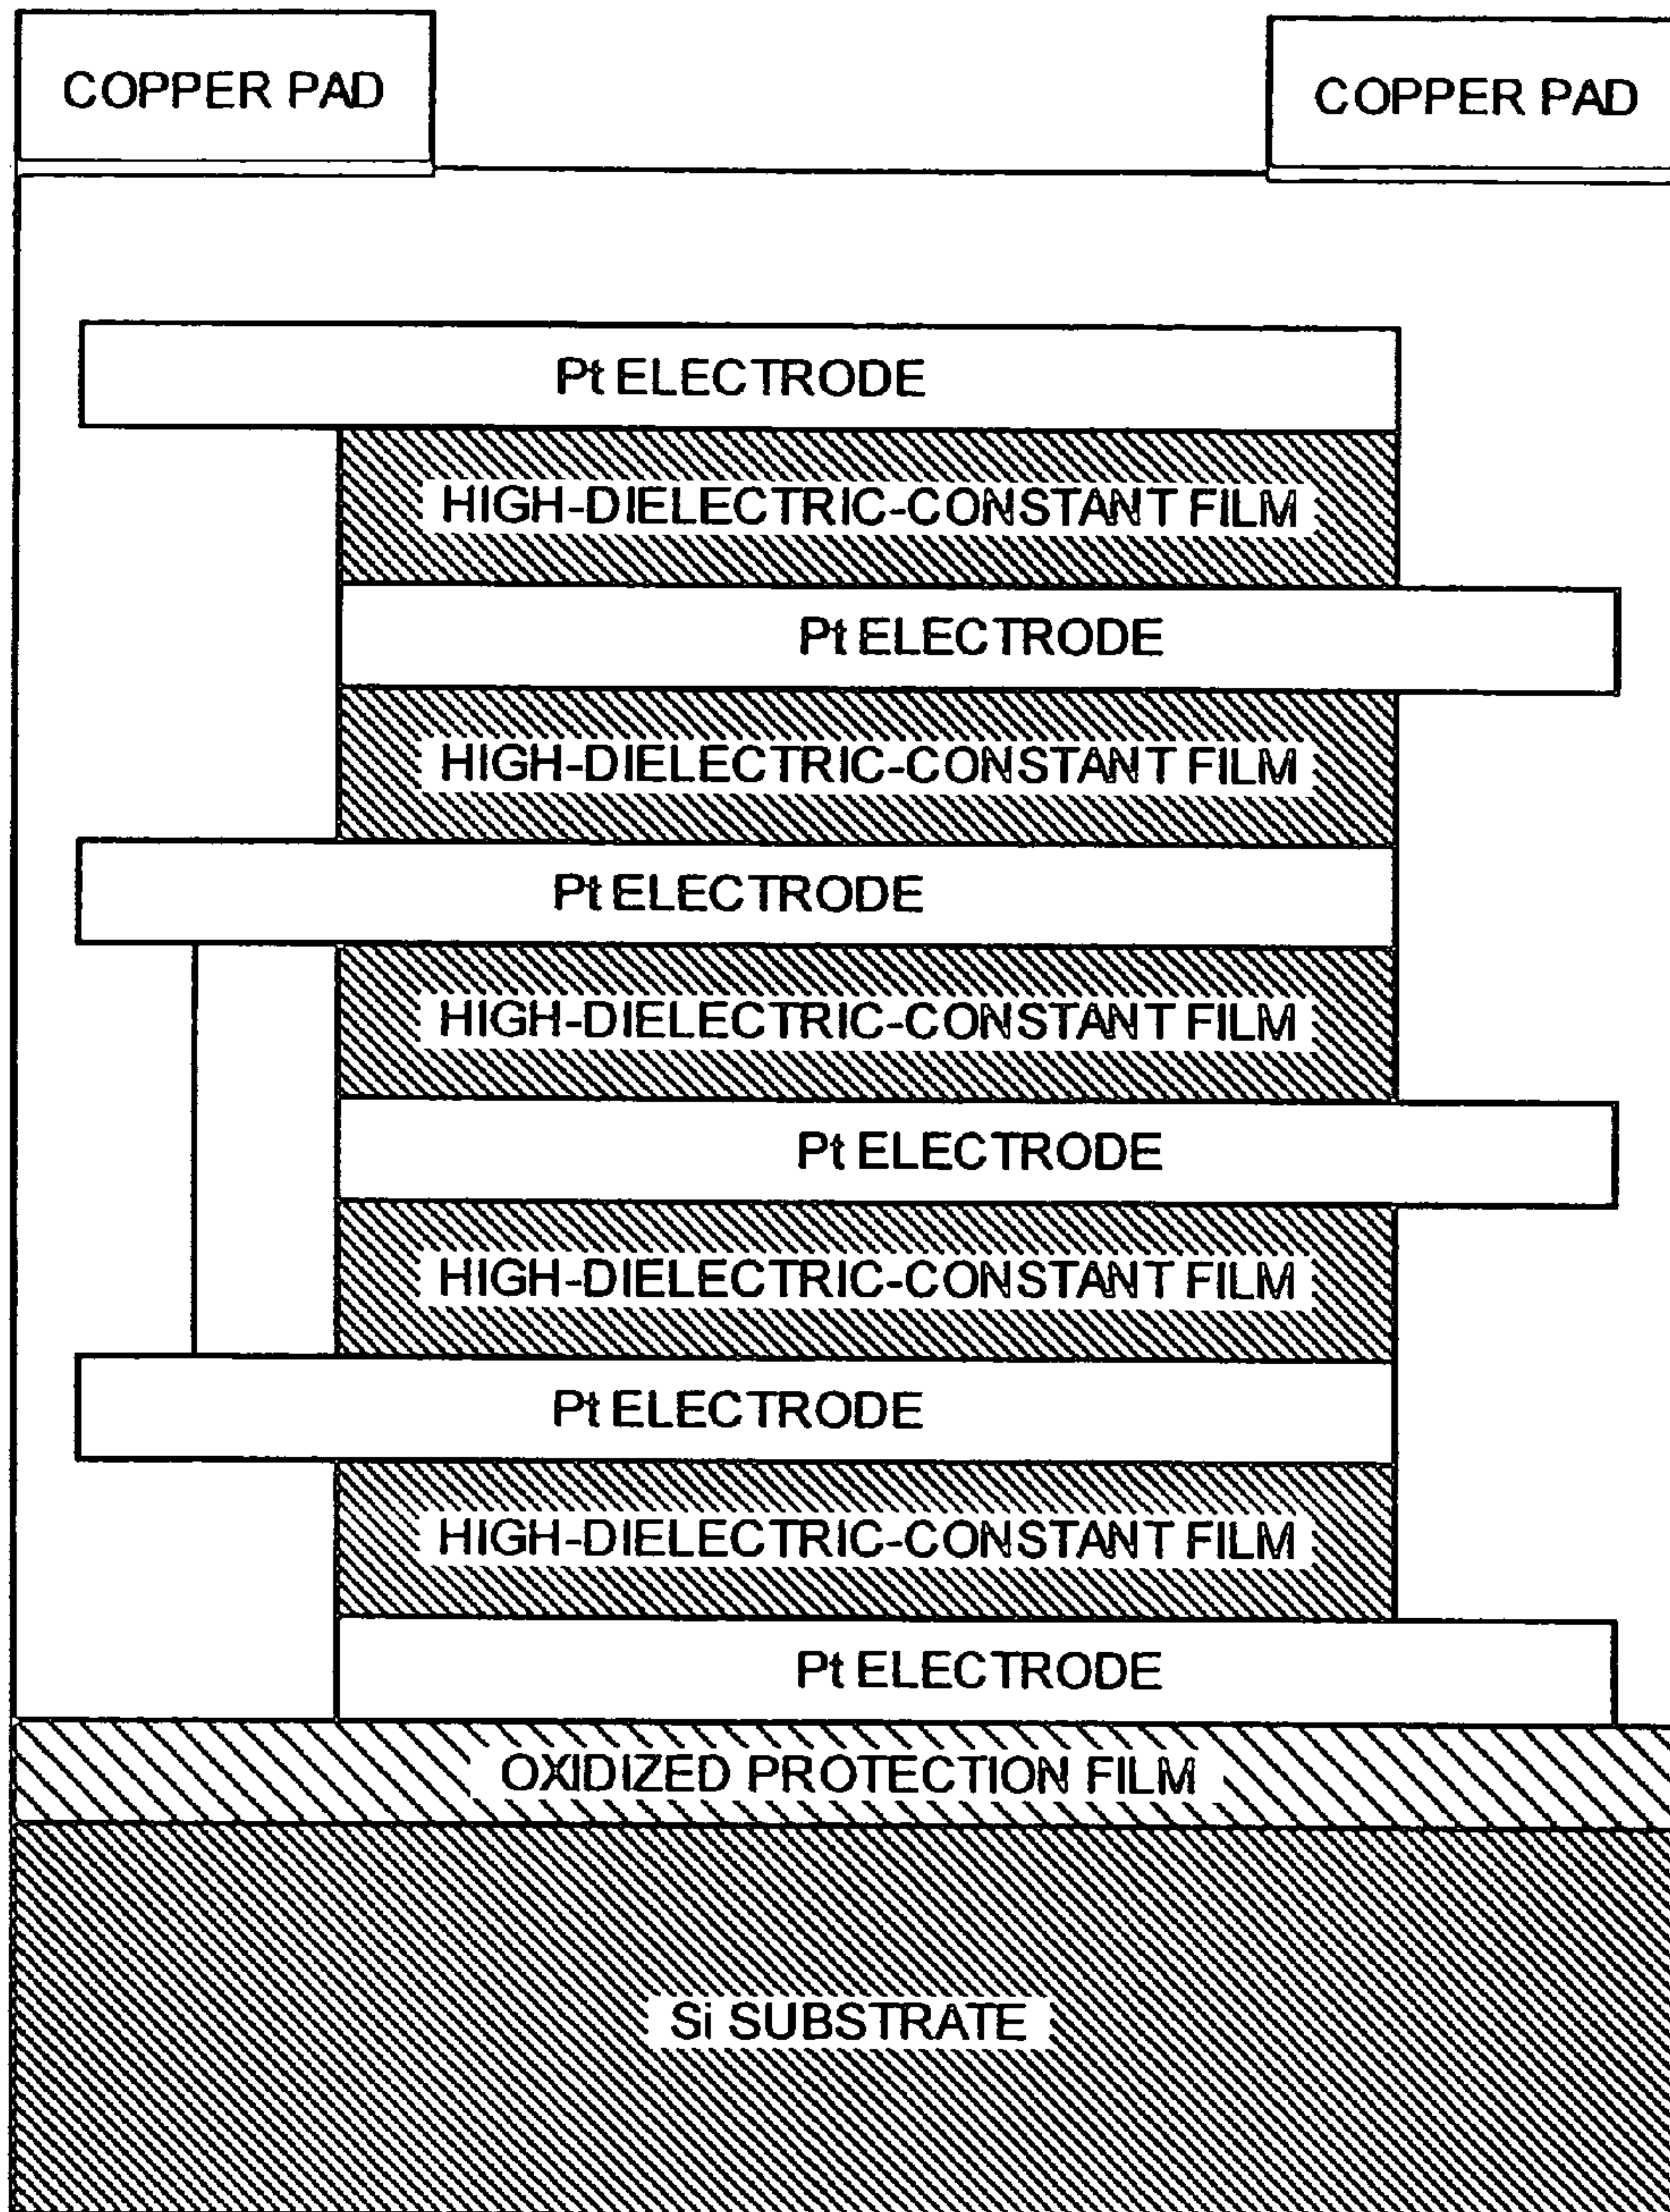 COPPER PAD
COPPER PAD
Pt ELECTRODE
HIGH-DIELECTRIC-CONSTANT FILM
Pt ELECTRODE
HIGH-DIELECTRIC-CONSTANT FILM
Pt ELECTRODE
HIGH-DIELECTRIC-CONSTANT FILM
Pt ELECTRODE
HIGH-DIELECTRIC-CONSTANT FILM
Pt ELECTRODE
HIGH-DIELECTRIC-CONSTANT FILM
Pt ELECTRODE
OXIDIZED PROTECTION FILM
Si SUBSTRATE